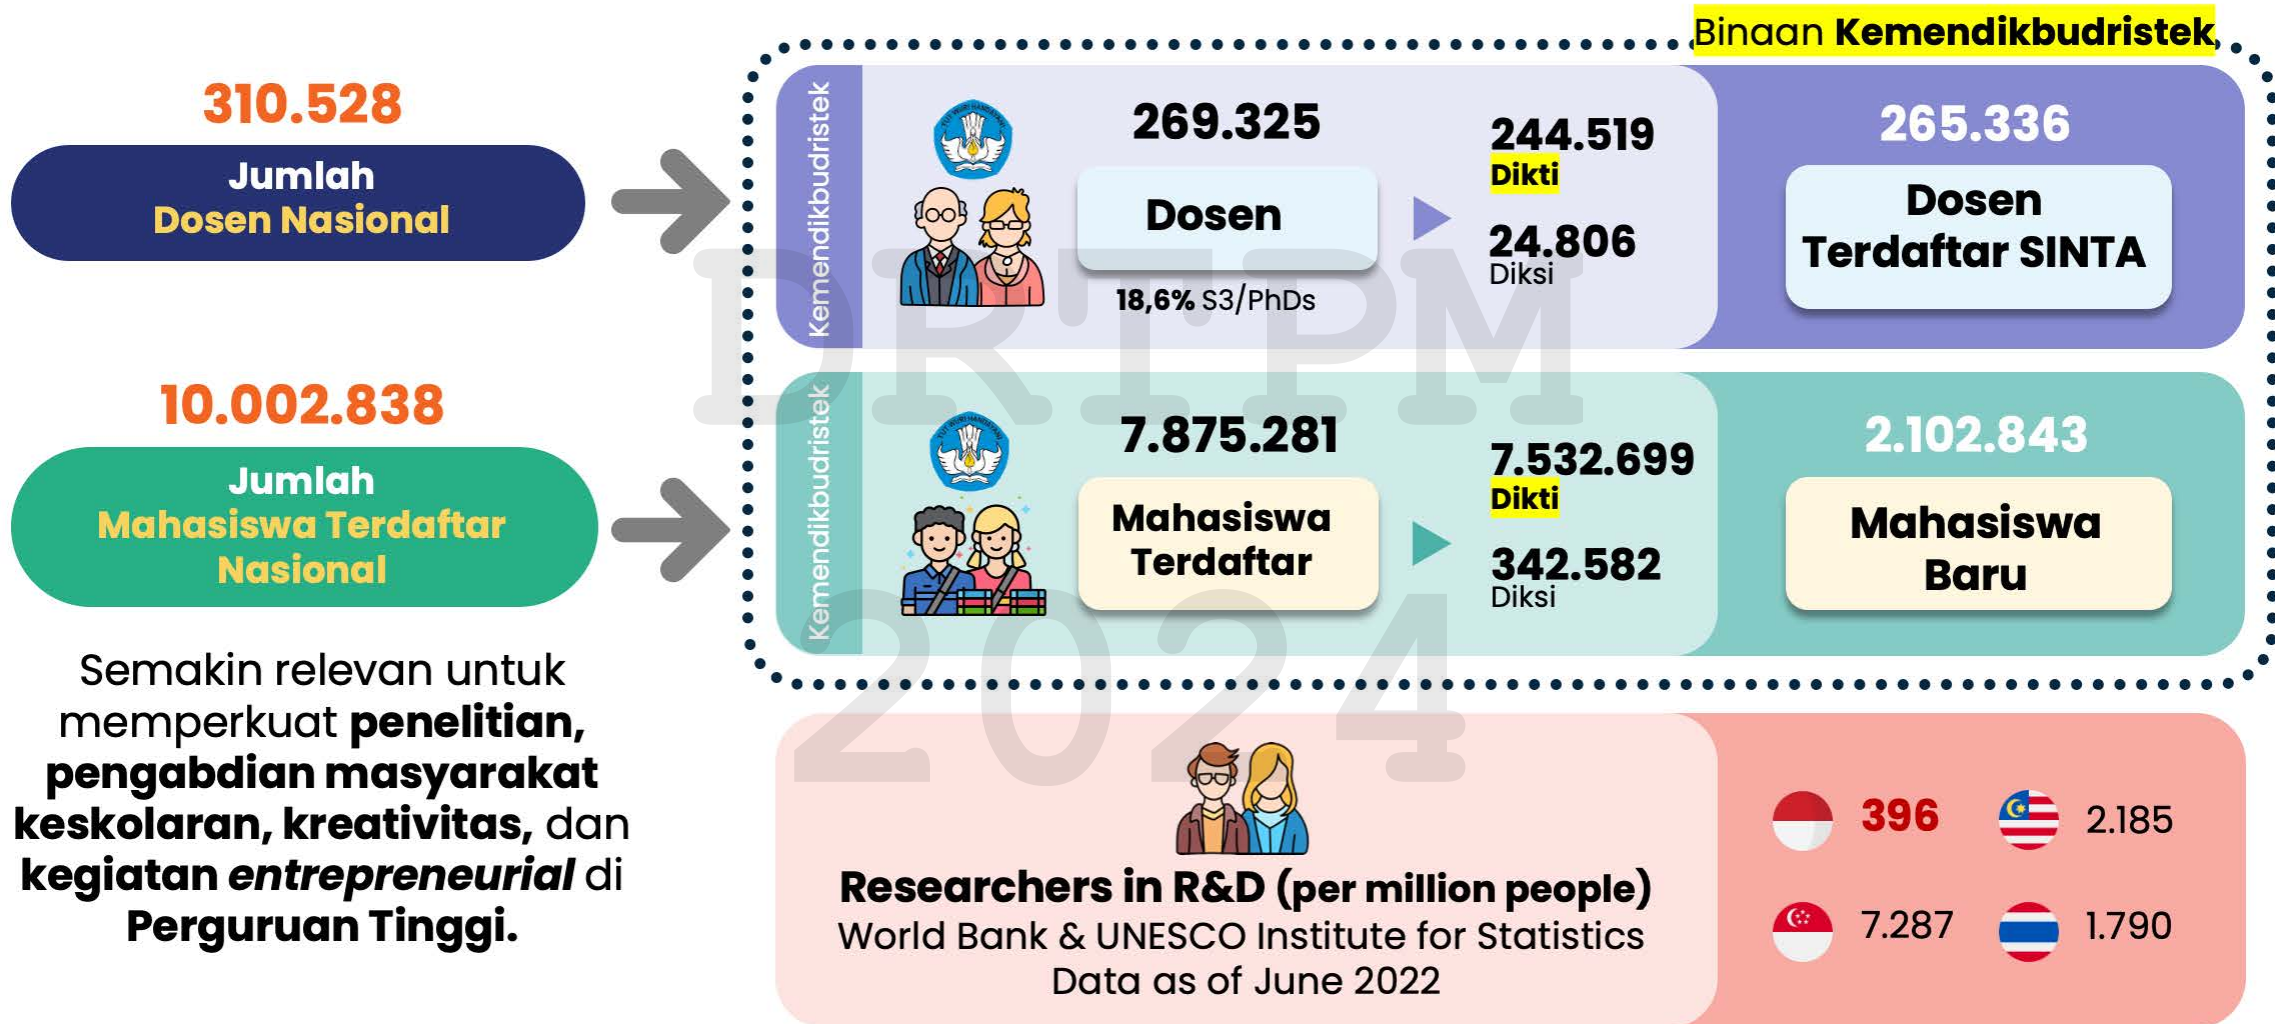 Binaan Kemendikbudristek
310.528
Jumlah
Dosen Nasional
Kemendikbudristek
269.325
Dosen
18,6% S3/PhDs
244.519
Dikti
24.806
Diksi
265.336
Dosen
Terdaftar SINTA
10.002.838
Jumlah
Mahasiswa Terdaftar
Nasional
Kemendikbudristek
7.875.281
Mahasiswa
Terdaftar
7.532.699
Dikti
342.582
Diksi
2.102.843
Mahasiswa
Baru
Semakin relevan untuk
memperkuat penelitian,
pengabdian masyarakat
keskolaran, kreativitas, dan
kegiatan entrepreneurial di
Perguruan Tinggi.
Researchers in R&D (per million people)
World Bank & UNESCO Institute for Statistics
Data as of June 2022
396
2.185
7.287
1.790
DRTPM
2024